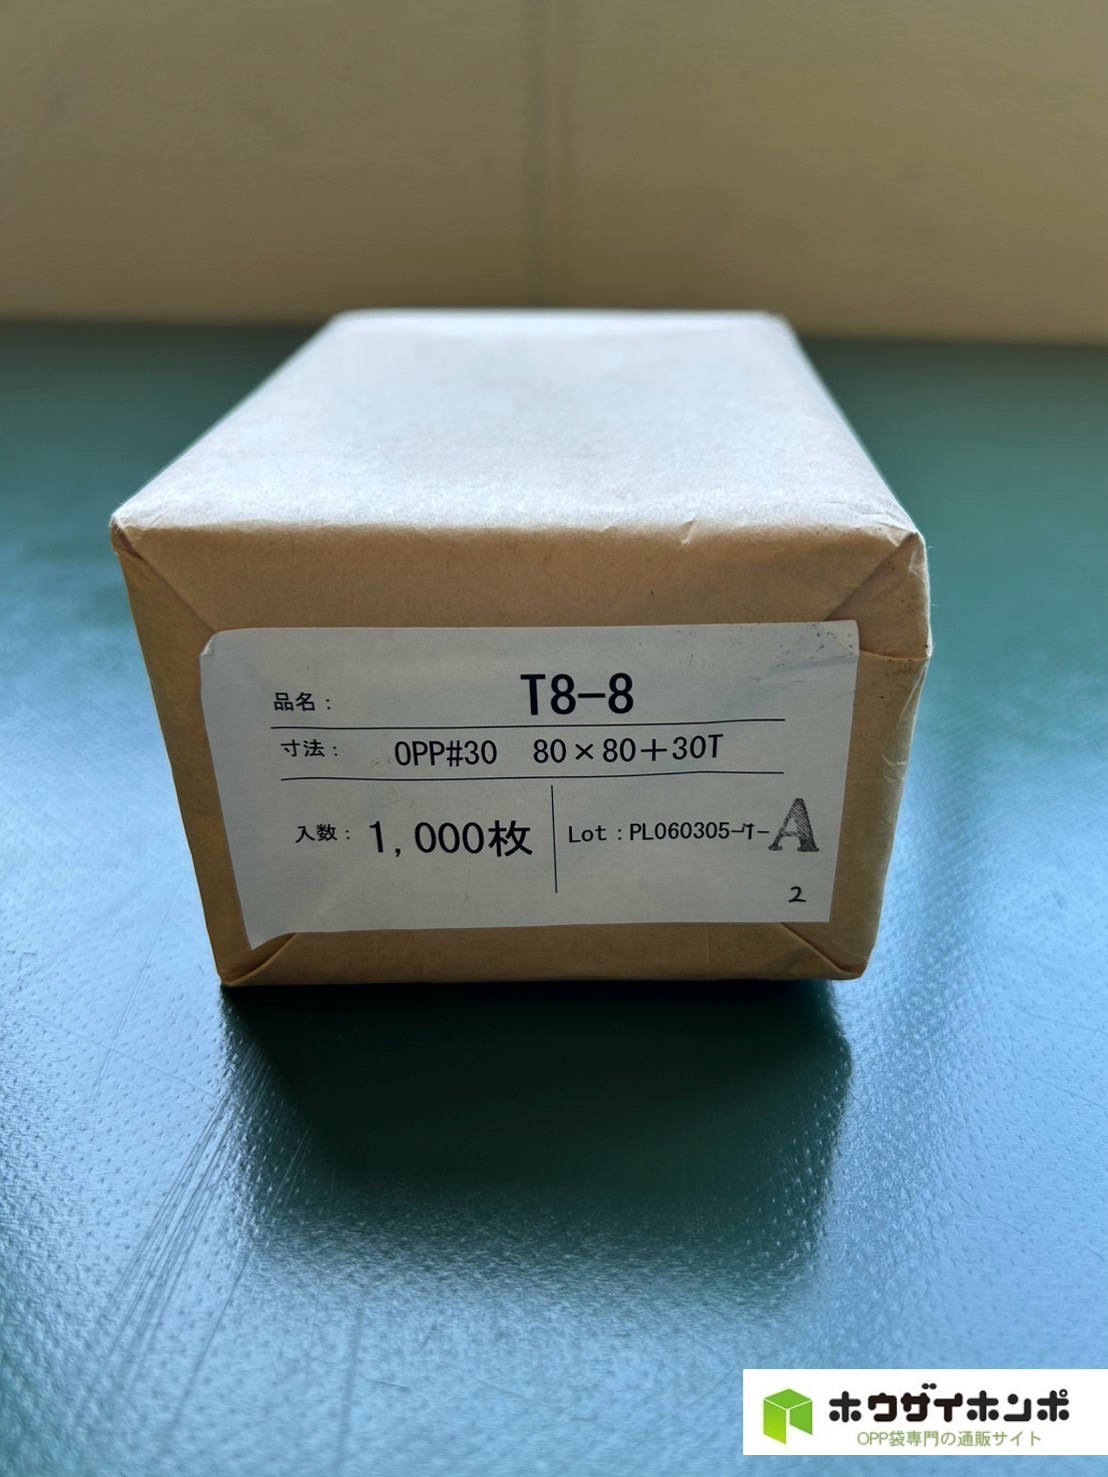 品名： T8-8
寸法： OPP#30 80×80＋30T
入数： 1,000枚
Lot：PL060305-1-A
2
ホウザイホンポ
OPP袋専門の通販サイト